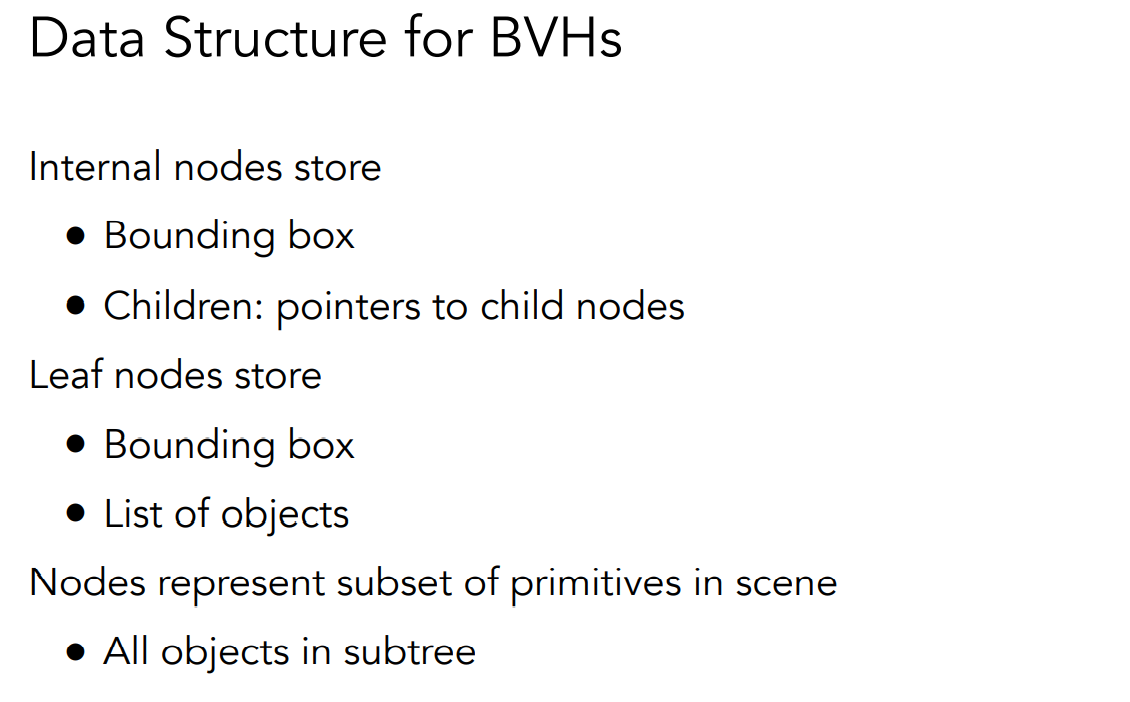 Data Structure for BVHs
Internal nodes store
● Bounding box
● Children: pointers to child nodes
Leaf nodes store
● Bounding box
● List of objects
Nodes represent subset of primitives in scene
● All objects in subtree